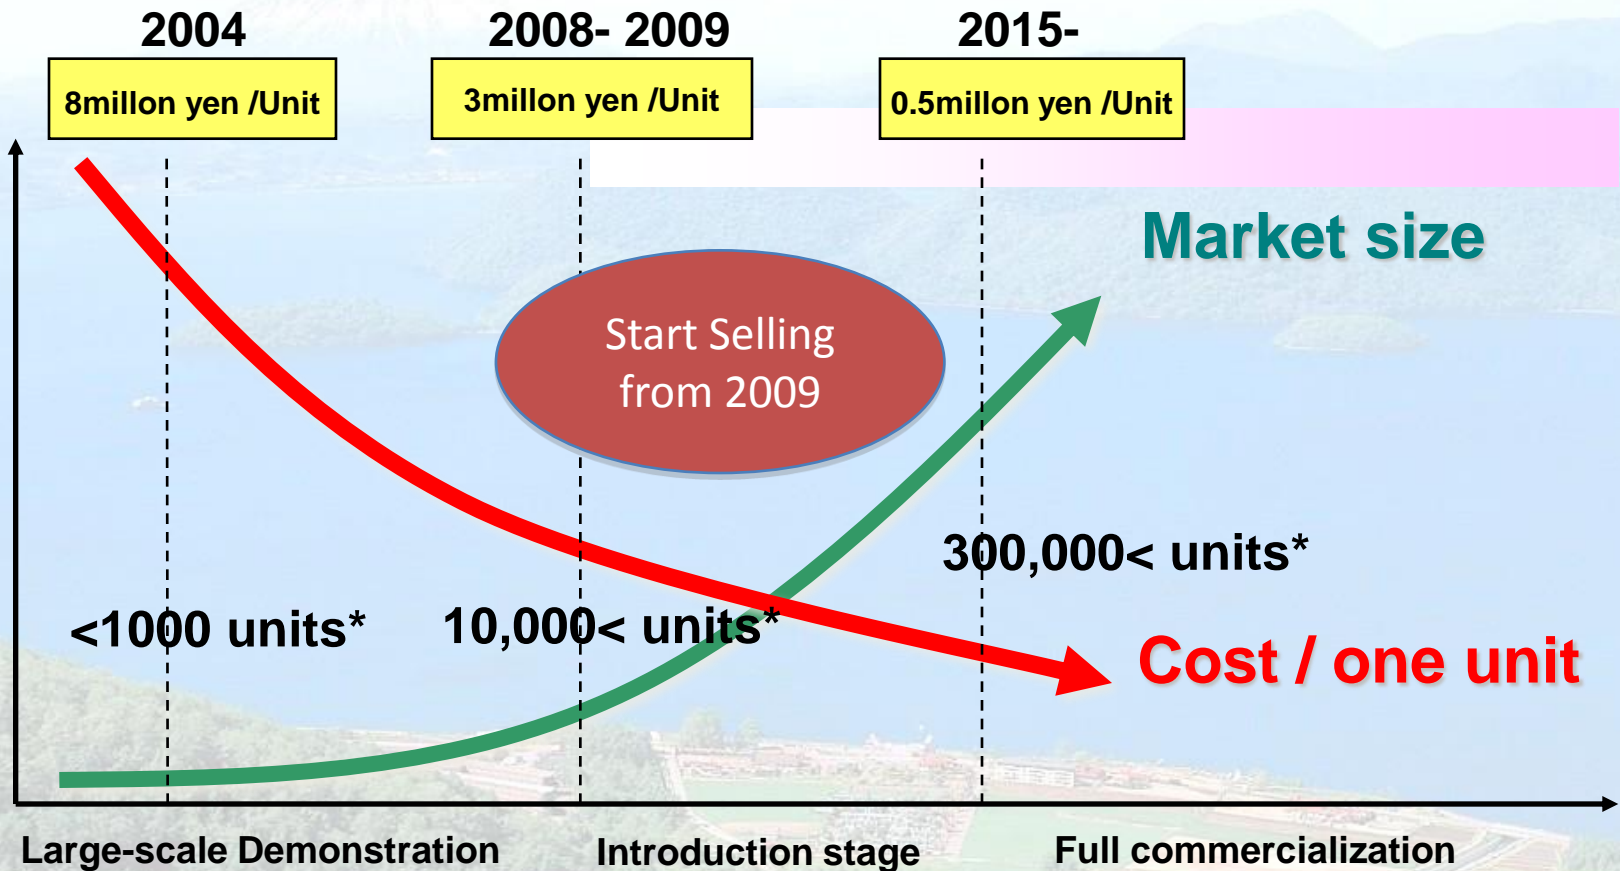 2004
2008- 2009
2015-
8millon yen /Unit
3millon yen /Unit
0.5millon yen /Unit
Market size
Start Selling
from 2009
300,000< units*
<1000 units*
10,000< units*
Cost / one unit
Large-scale Demonstration
Introduction stage
Full commercialization